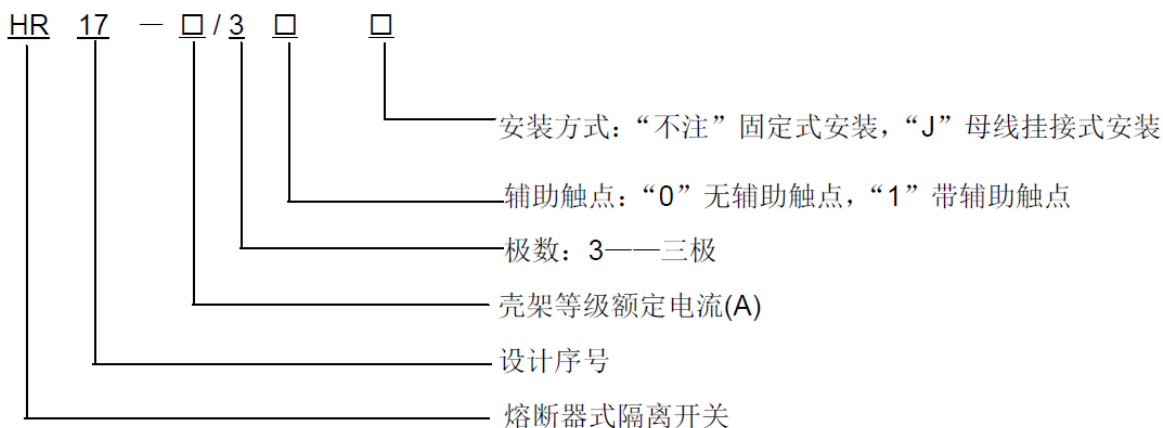 HR 17 — □ / 3 □ □
安装方式：“不注”固定式安装，“J”母线挂接式安装
辅助触点：“0”无辅助触点，“1”带辅助触点
极数：3——三极
壳架等级额定电流(A)
设计序号
熔断器式隔离开关